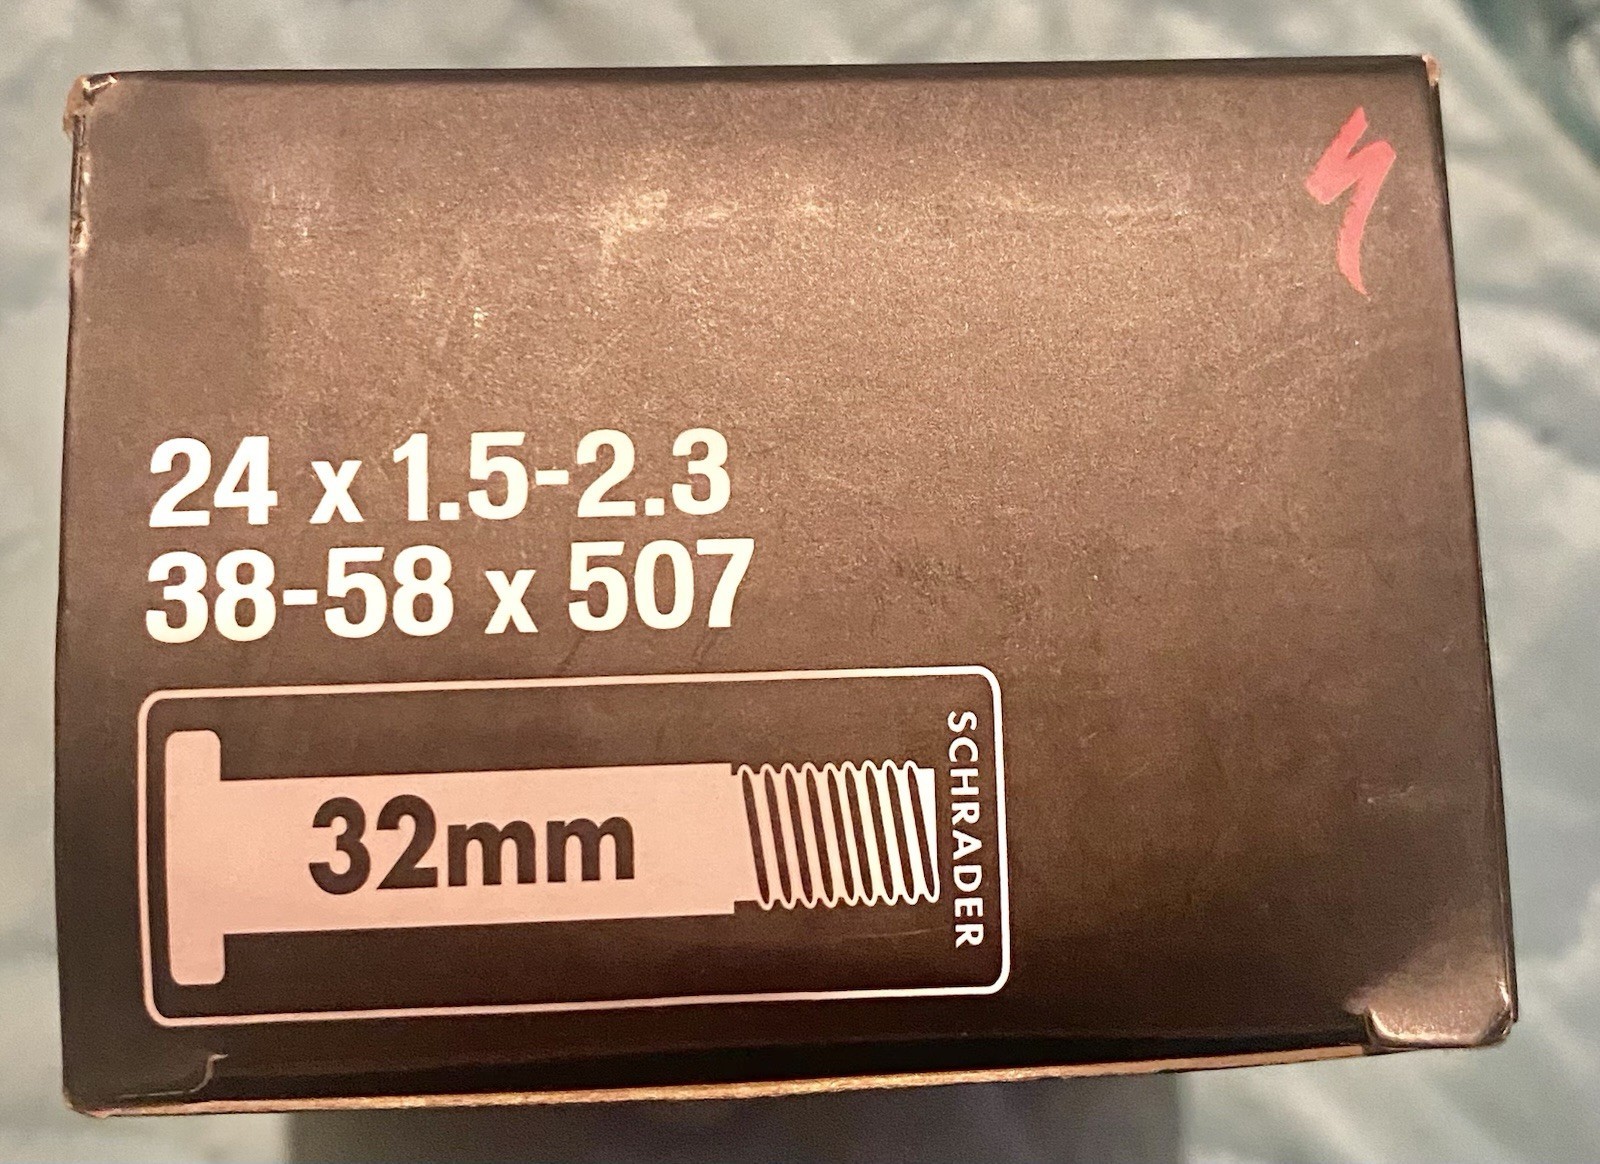 24 x 1.5-2.3
38-58 x 507
32mm
SCHRADER